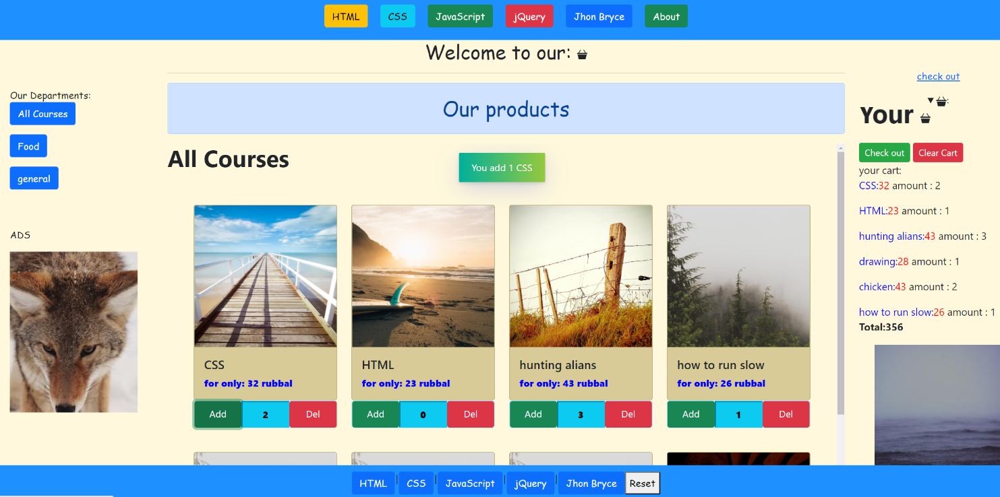 HTML CSS JavaScript jQuery Jhon Bryce About
Welcome to our:
check out
Our Departments:
All Courses
Food
general
ADS
Our products
All Courses
You add 1 CSS
CSS
for only: 32 rubbal
Add 2 Del
HTML
for only: 23 rubbal
Add 0 Del
hunting alians
for only: 43 rubbal
Add 3 Del
how to run slow
for only: 26 rubbal
Add 1 Del
▼ :
Your
Check out Clear Cart
your cart:
CSS:32 amount : 2
HTML:23 amount : 1
hunting alians:43 amount : 3
drawing:28 amount : 1
chicken:43 amount : 2
how to run slow:26 amount : 1
Total:356
HTML | CSS | JavaScript | jQuery | Jhon Bryce Reset